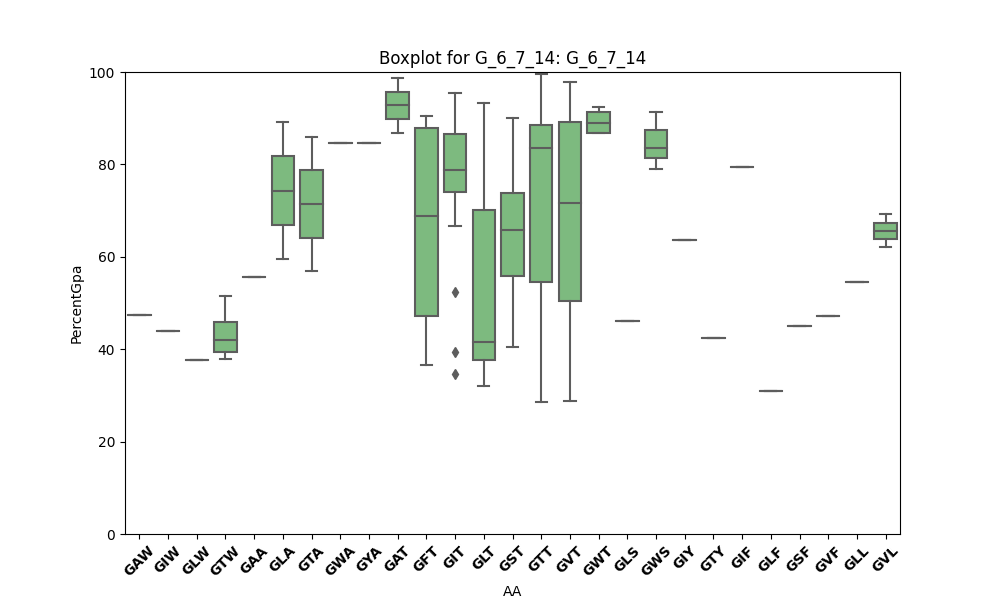 Boxplot for G_6_7_14: G_6_7_14
100
80
60
40
20
0
PercentGpa
GAW GIW GLW GTW GAA GLA GTA GWA GYA GAT GFT GIT GLT GST GTT GVT GWT GLS GWS GIY GTY GIF GLF GSF GVF GLL GVL
AA